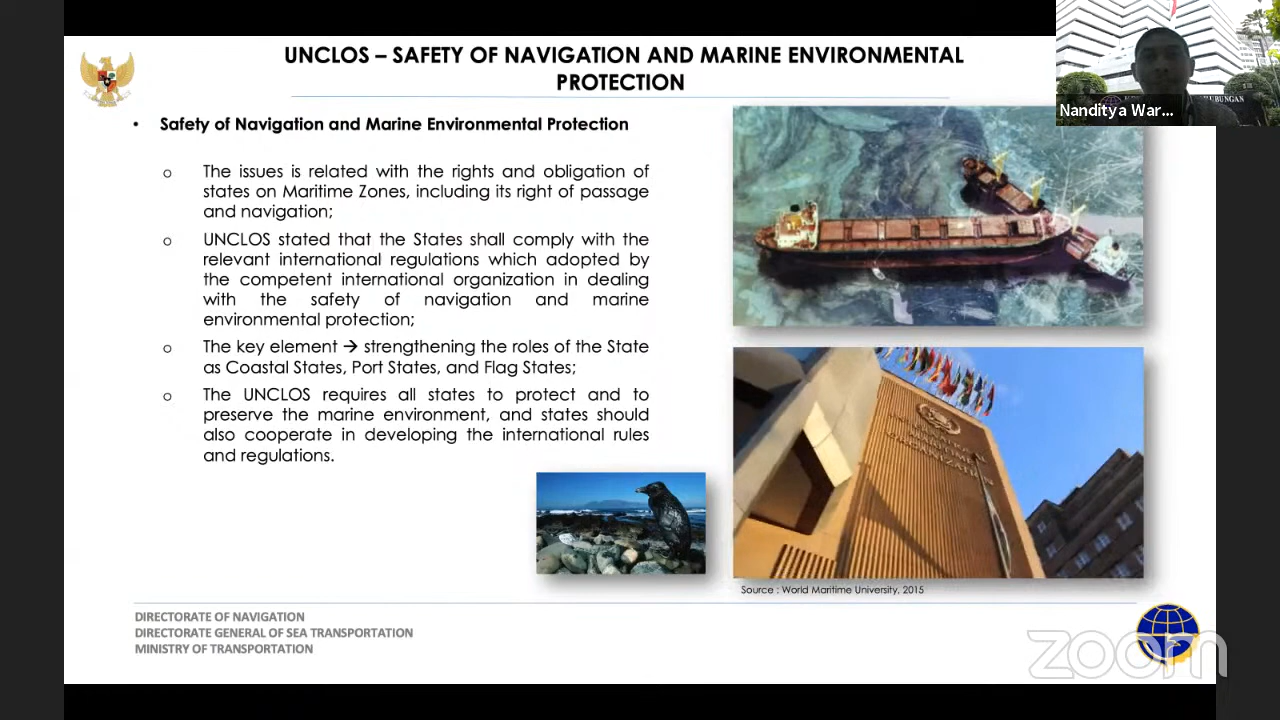 UNCLOS – SAFETY OF NAVIGATION AND MARINE ENVIRONMENTAL
PROTECTION
Nanditya War...
• Safety of Navigation and Marine Environmental Protection
o The issues is related with the rights and obligation of
states on Maritime Zones, including its right of passage
and navigation;
o UNCLOS stated that the States shall comply with the
relevant international regulations which adopted by
the competent international organization in dealing
with the safety of navigation and marine
environmental protection;
o The key element → strengthening the roles of the State
as Coastal States, Port States, and Flag States;
o The UNCLOS requires all states to protect and to
preserve the marine environment, and states should
also cooperate in developing the international rules
and regulations.
INTERNATIONAL
MARITIME
ORGANIZATION
Source : World Maritime University, 2015
DIRECTORATE OF NAVIGATION
DIRECTORATE GENERAL OF SEA TRANSPORTATION
MINISTRY OF TRANSPORTATION
zoom